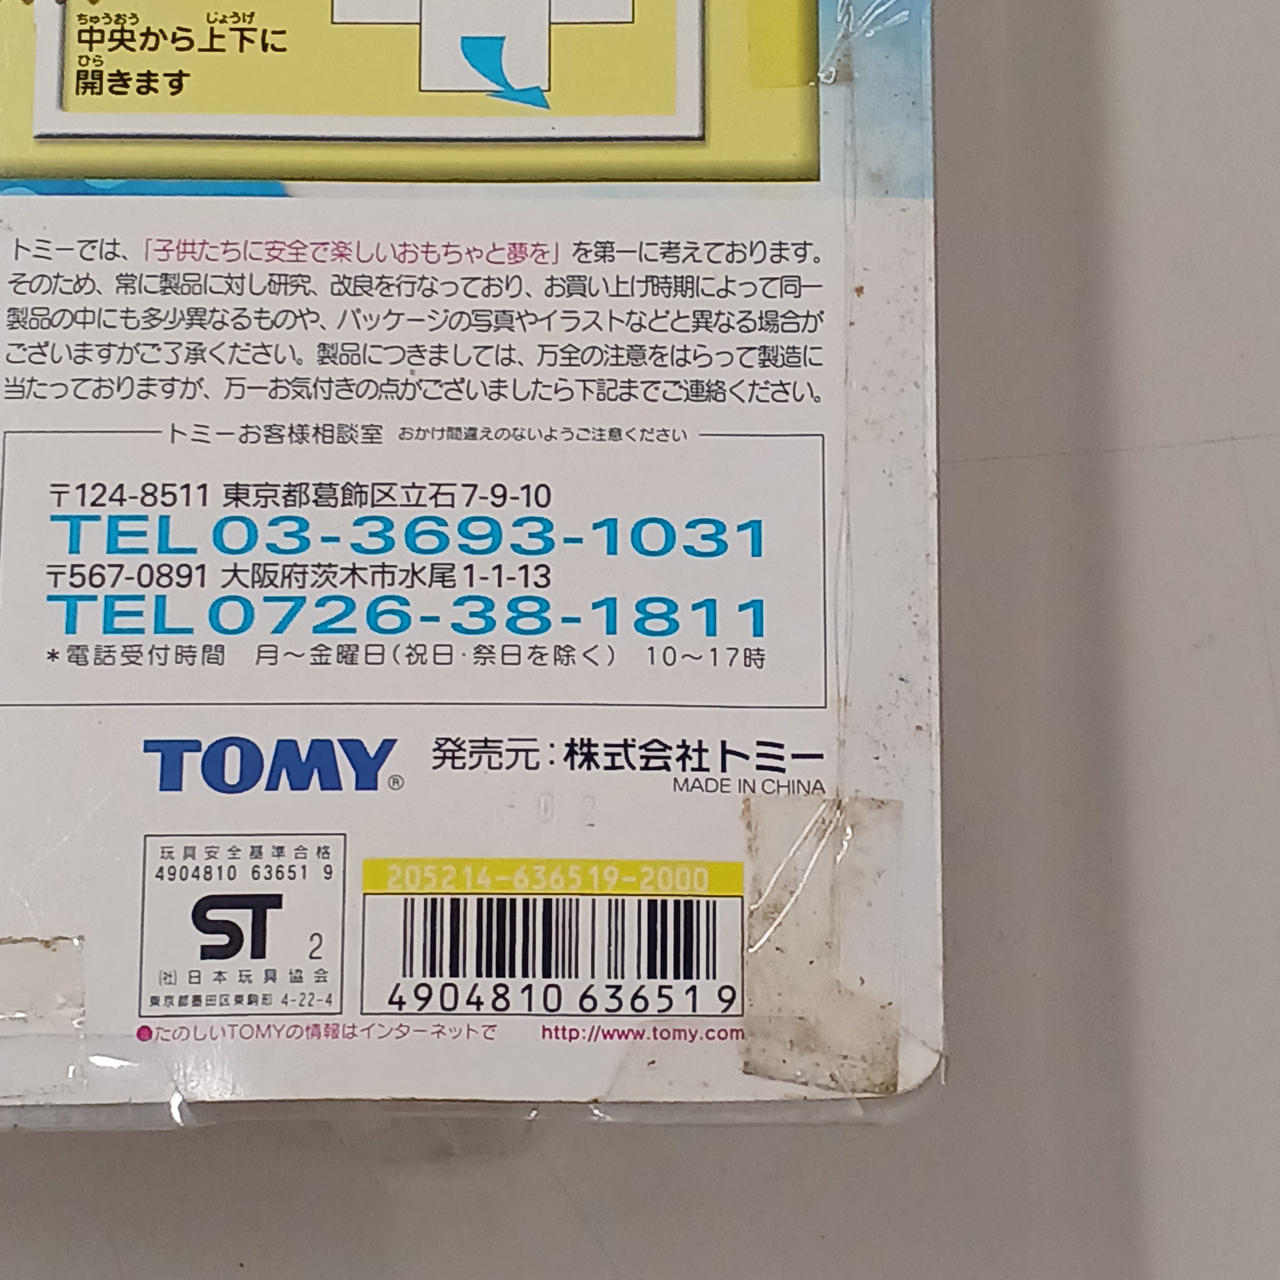 ちゅうおう じょうげ
中央から上下に
ひら
開きます
トミーでは、「子供たちに安全で楽しいおもちゃと夢を」を第一に考えております。
そのため、常に製品に対し研究、改良を行なっており、お買い上げ時期によって同一
製品の中にも多少異なるものや、パッケージの写真やイラストなどと異なる場合が
ございますがご了承ください。製品につきましては、万全の注意をはらって製造に
当たっておりますが、万一お気付きの点がございましたら下記までご連絡ください。
トミーお客様相談室 おかけ間違えのないようご注意ください
〒124-8511 東京都葛飾区立石7-9-10
TEL03-3693-1031
〒567-0891 大阪府茨木市水尾1-1-13
TEL0726-38-1811
*電話受付時間 月〜金曜日(祝日・祭日を除く) 10〜17時
TOMY® 発売元:株式会社トミー
MADE IN CHINA
玩具安全基準合格
4904810 63651 9
ST 2
(社)日本玩具協会
東京都墨田区東駒形 4-22-4
205214-636519-2000
4904810 636519
●たのしいTOMYの情報はインターネットで http://www.tomy.com